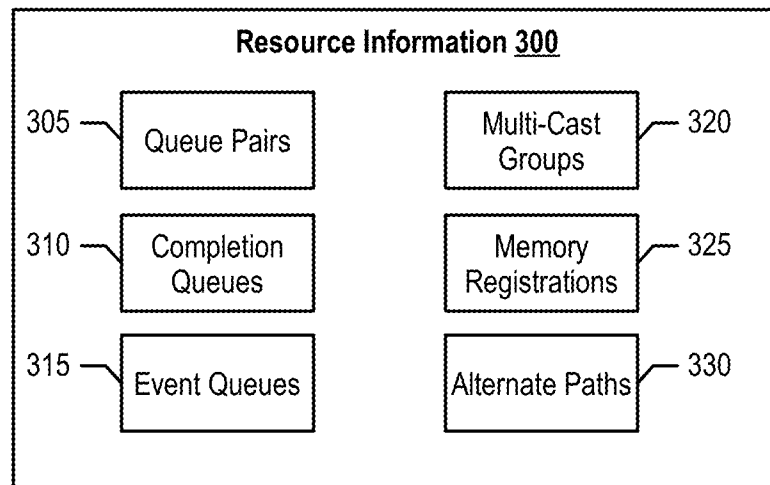 Resource Information 300
305
Queue Pairs
Multi-Cast
Groups
320
310
Completion
Queues
Memory
Registrations
325
315
Event Queues
Alternate Paths
330